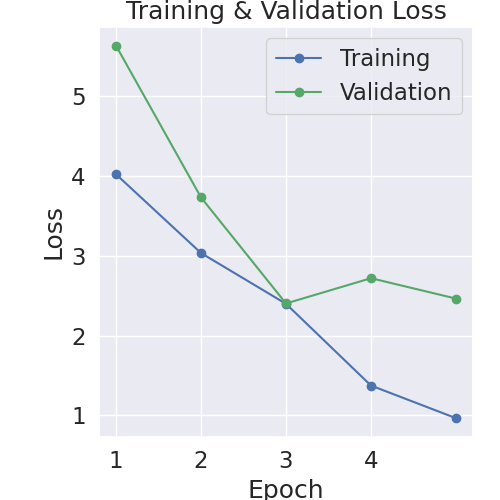 Training & Validation Loss
Training
Validation
Loss
5
4
3
2
1
1 2 3 4
Epoch